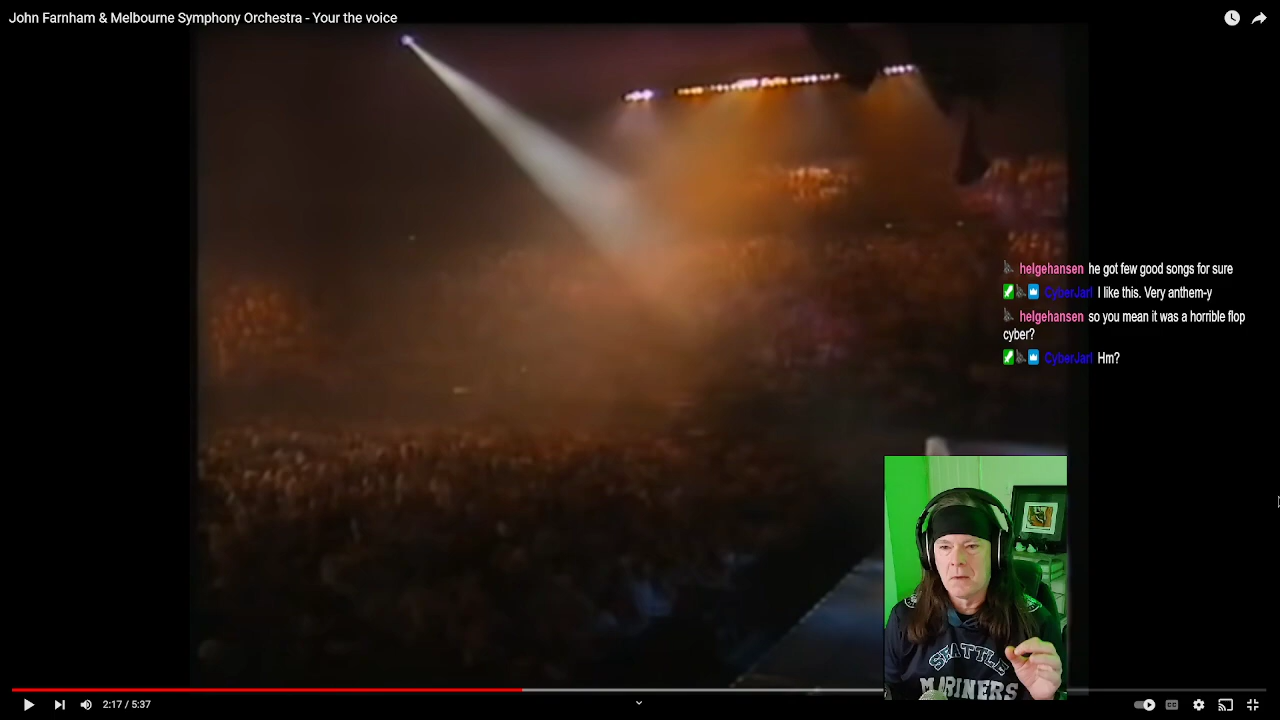 John Farnham & Melbourne Symphony Orchestra - Your the voice
helgehansen he got few good songs for sure
CyberJarl I like this. Very anthem-y
helgehansen so you mean it was a horrible flop
cyber?
CyberJarl Hm?
SEATTLE
MARINERS
2:17 / 5:37
CC